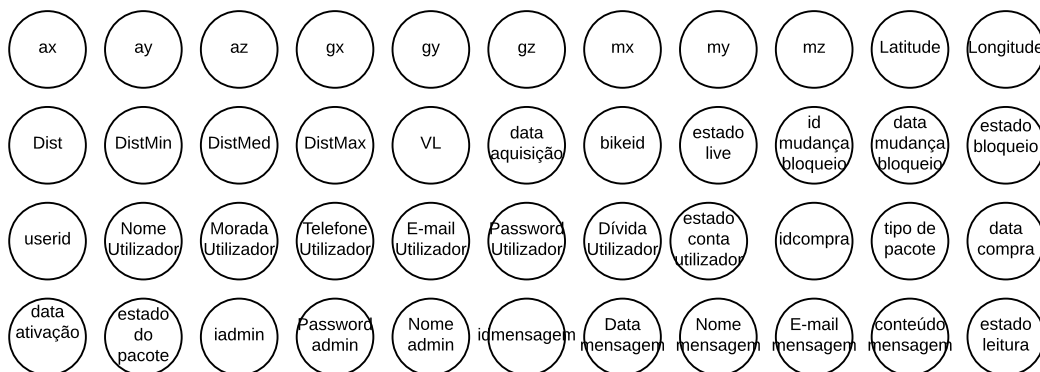 ax
ay
az
gx
gy
gz
mx
my
mz
Latitude
Longitude
Dist
DistMin
DistMed
DistMax
VL
data
aquisição
bikeid
estado
live
id
mudança
bloqueio
data
mudança
bloqueio
estado
bloqueio
userid
Nome
Utilizador
Morada
Utilizador
Telefone
Utilizador
E-mail
Utilizador
Password
Utilizador
Dívida
Utilizador
estado
conta
utilizador
idcompra
tipo de
pacote
data
compra
data
ativação
estado
do
pacote
iadmin
Password
admin
Nome
admin
idmensagem
Data
mensagem
Nome
mensagem
E-mail
mensagem
conteúdo
mensagem
estado
leitura